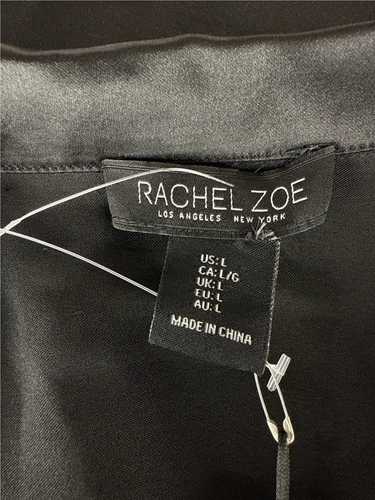 RACHEL ZOE
LOS ANGELES NEW YORK
US: L
CA: L/G
UK: L
EU: L
AU: L
MADE IN CHINA